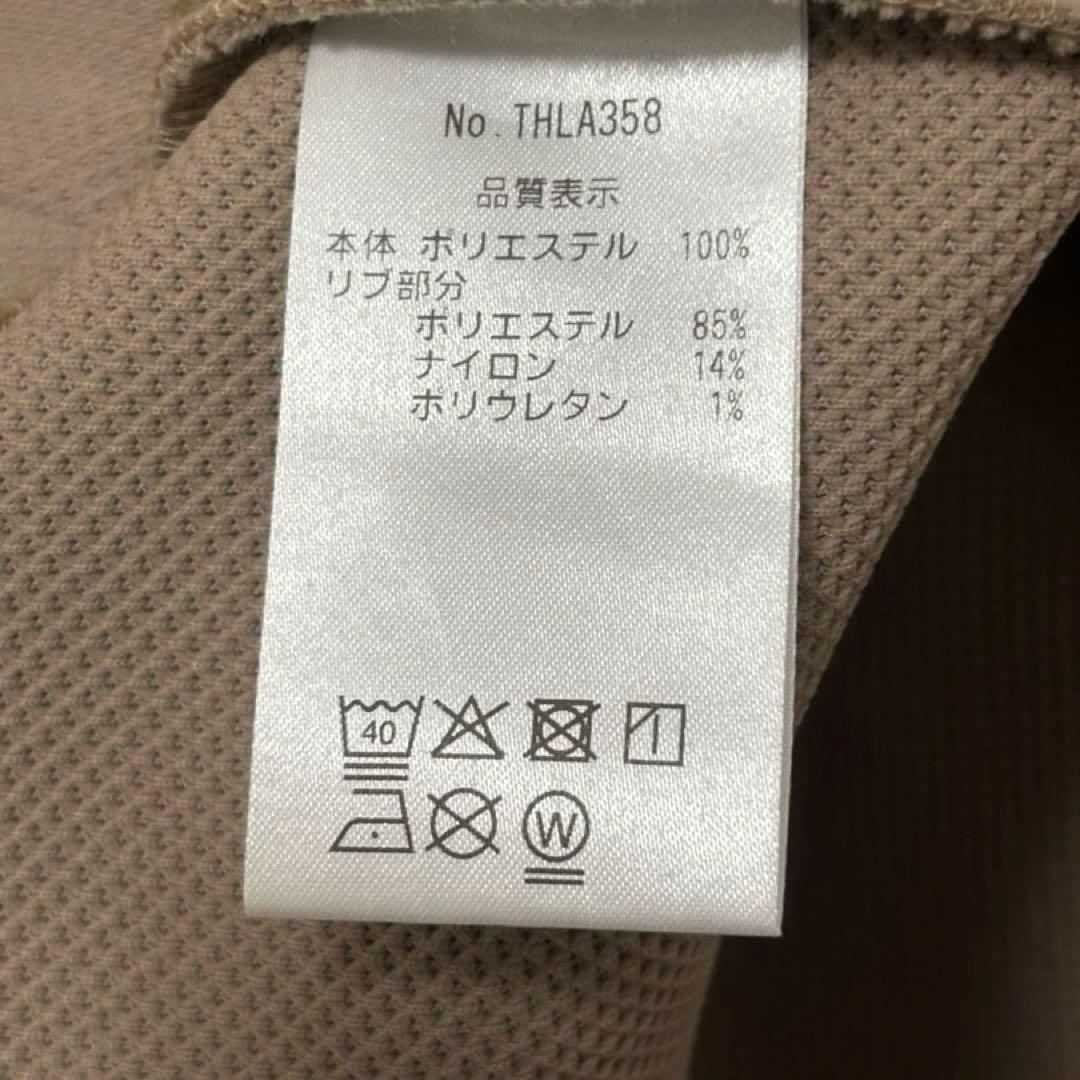 No.THLA358
品質表示
本体 ポリエステル 100%
リブ部分
ポリエステル 85%
ナイロン 14%
ポリウレタン 1%
40
W